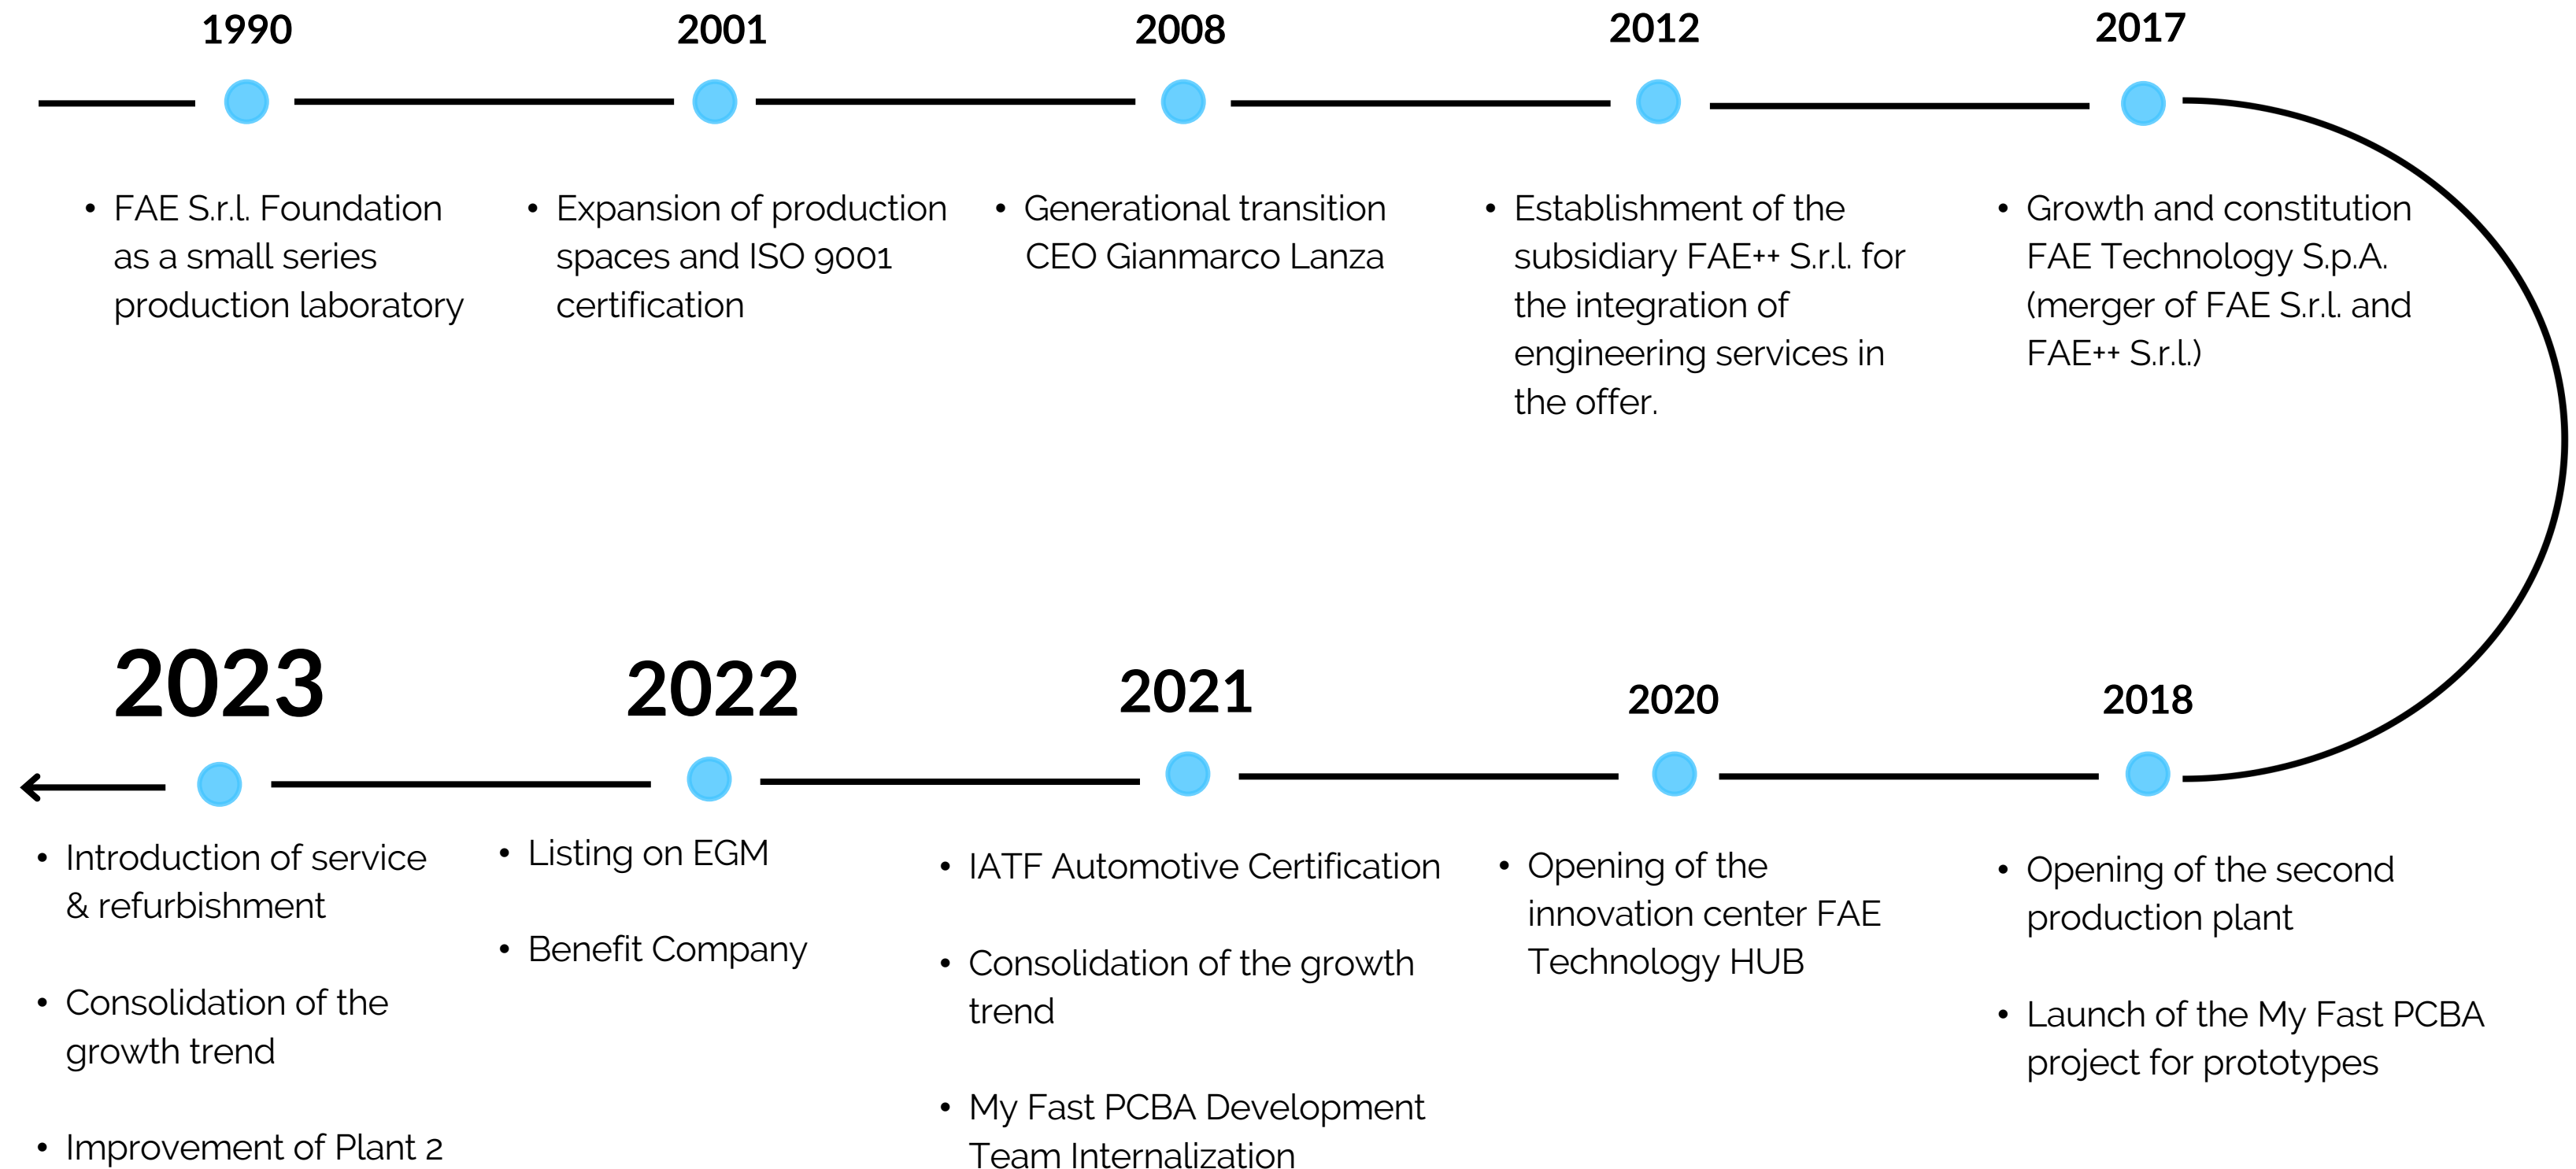 1990
• FAE S.r.l. Foundation
as a small series
production laboratory
2001
• Expansion of production
spaces and ISO 9001
certification
2008
• Generational transition
CEO Gianmarco Lanza
2012
• Establishment of the
subsidiary FAE++ S.r.l. for
the integration of
engineering services in
the offer.
2017
• Growth and constitution
FAE Technology S.p.A.
(merger of FAE S.r.l. and
FAE++ S.r.l.)
2018
• Opening of the second
production plant
• Launch of the My Fast PCBA
project for prototypes
2020
• Opening of the
innovation center FAE
Technology HUB
2021
• IATF Automotive Certification
• Consolidation of the growth
trend
• My Fast PCBA Development
Team Internalization
2022
• Listing on EGM
• Benefit Company
2023
• Introduction of service
& refurbishment
• Consolidation of the
growth trend
• Improvement of Plant 2